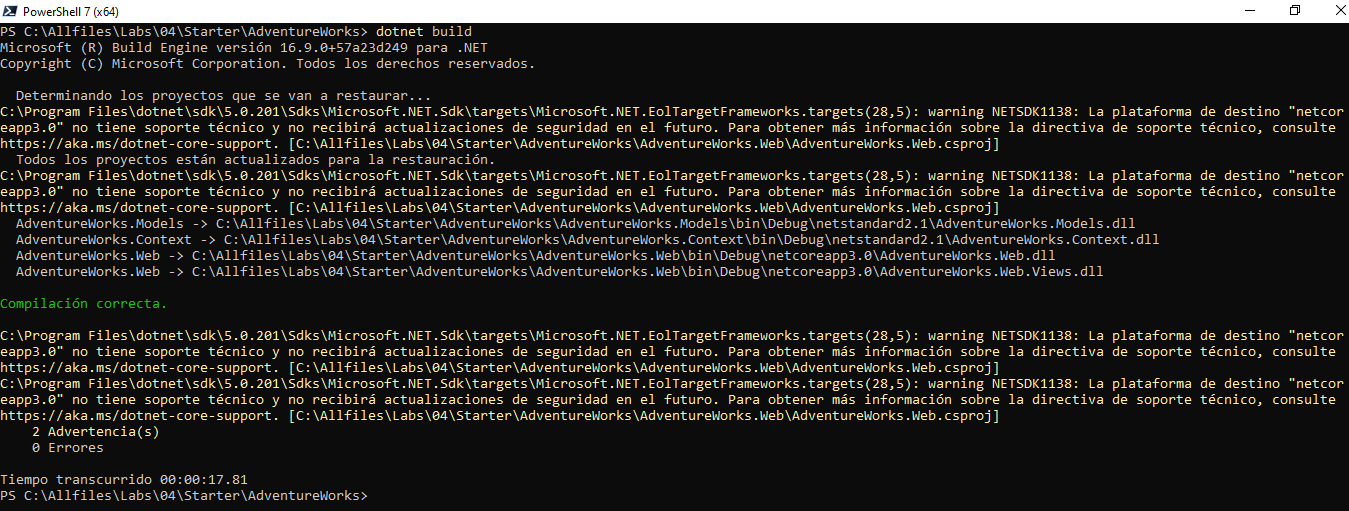 PowerShell 7 (x64)
PS C:\Allfiles\Labs\04\Starter\AdventureWorks> dotnet build
Microsoft (R) Build Engine versión 16.9.0+57a23d249 para .NET
Copyright (C) Microsoft Corporation. Todos los derechos reservados.
  Determinando los proyectos que se van a restaurar...
C:\Program Files\dotnet\sdk\5.0.201\Sdks\Microsoft.NET.Sdk\targets\Microsoft.NET.EolTargetFrameworks.targets(28,5): warning NETSDK1138: La plataforma de destino "netcor
eapp3.0" no tiene soporte técnico y no recibirá actualizaciones de seguridad en el futuro. Para obtener más información sobre la directiva de soporte técnico, consulte
https://aka.ms/dotnet-core-support. [C:\Allfiles\Labs\04\Starter\AdventureWorks\AdventureWorks.Web\AdventureWorks.Web.csproj]
  Todos los proyectos están actualizados para la restauración.
C:\Program Files\dotnet\sdk\5.0.201\Sdks\Microsoft.NET.Sdk\targets\Microsoft.NET.EolTargetFrameworks.targets(28,5): warning NETSDK1138: La plataforma de destino "netcor
eapp3.0" no tiene soporte técnico y no recibirá actualizaciones de seguridad en el futuro. Para obtener más información sobre la directiva de soporte técnico, consulte
https://aka.ms/dotnet-core-support. [C:\Allfiles\Labs\04\Starter\AdventureWorks\AdventureWorks.Web\AdventureWorks.Web.csproj]
  AdventureWorks.Models -> C:\Allfiles\Labs\04\Starter\AdventureWorks\AdventureWorks.Models\bin\Debug\netstandard2.1\AdventureWorks.Models.dll
  AdventureWorks.Context -> C:\Allfiles\Labs\04\Starter\AdventureWorks\AdventureWorks.Context\bin\Debug\netstandard2.1\AdventureWorks.Context.dll
  AdventureWorks.Web -> C:\Allfiles\Labs\04\Starter\AdventureWorks\AdventureWorks.Web\bin\Debug\netcoreapp3.0\AdventureWorks.Web.dll
  AdventureWorks.Web -> C:\Allfiles\Labs\04\Starter\AdventureWorks\AdventureWorks.Web\bin\Debug\netcoreapp3.0\AdventureWorks.Web.Views.dll
Compilación correcta.
C:\Program Files\dotnet\sdk\5.0.201\Sdks\Microsoft.NET.Sdk\targets\Microsoft.NET.EolTargetFrameworks.targets(28,5): warning NETSDK1138: La plataforma de destino "netcor
eapp3.0" no tiene soporte técnico y no recibirá actualizaciones de seguridad en el futuro. Para obtener más información sobre la directiva de soporte técnico, consulte
https://aka.ms/dotnet-core-support. [C:\Allfiles\Labs\04\Starter\AdventureWorks\AdventureWorks.Web\AdventureWorks.Web.csproj]
C:\Program Files\dotnet\sdk\5.0.201\Sdks\Microsoft.NET.Sdk\targets\Microsoft.NET.EolTargetFrameworks.targets(28,5): warning NETSDK1138: La plataforma de destino "netcor
eapp3.0" no tiene soporte técnico y no recibirá actualizaciones de seguridad en el futuro. Para obtener más información sobre la directiva de soporte técnico, consulte
https://aka.ms/dotnet-core-support. [C:\Allfiles\Labs\04\Starter\AdventureWorks\AdventureWorks.Web\AdventureWorks.Web.csproj]
    2 Advertencia(s)
    0 Errores
Tiempo transcurrido 00:00:17.81
PS C:\Allfiles\Labs\04\Starter\AdventureWorks>